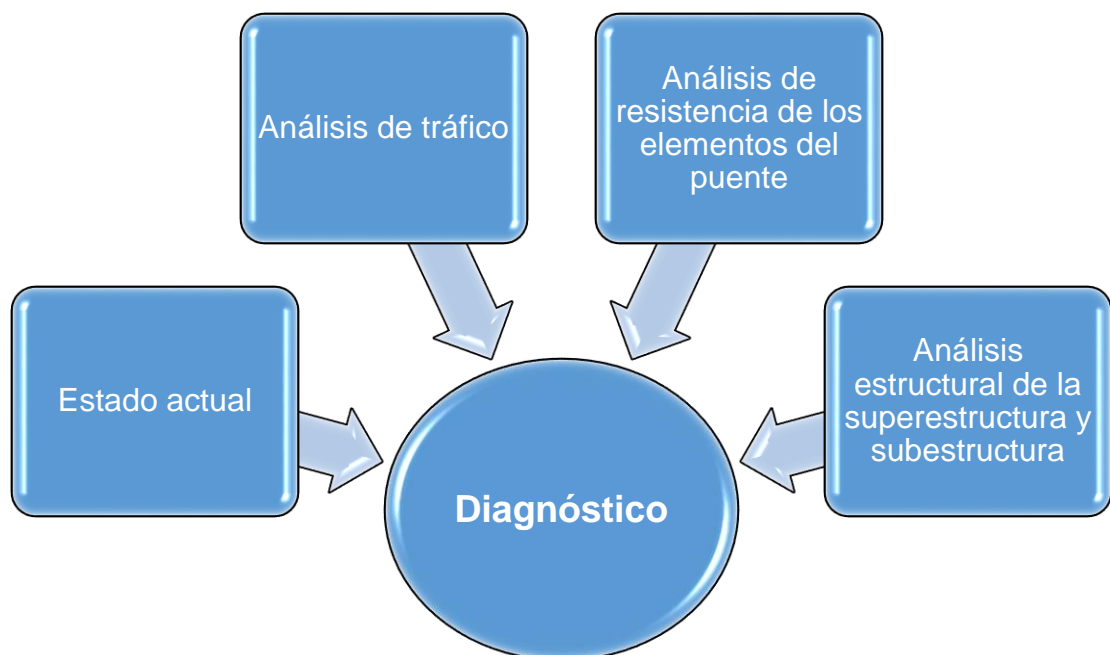 Análisis de tráfico
Análisis de
resistencia de los
elementos del
puente
Estado actual
Análisis
estructural de la
superestructura y
subestructura
Diagnóstico